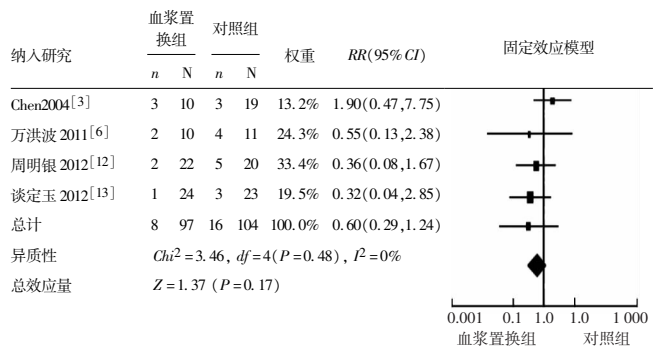 纳入研究 血浆置换组 对照组 权重 RR(95%CI) 固定效应模型
n N n N
Chen2004[3] 3 10 3 19 13.2% 1.90(0.47,7.75)
万洪波2011[6] 2 10 4 11 24.3% 0.55(0.13,2.38)
周明银2012[12] 2 22 5 20 33.4% 0.36(0.08,1.67)
谈定玉2012[13] 1 24 3 23 19.5% 0.32(0.04,2.85)
总计 8 97 16 104 100.0% 0.60(0.29,1.24)
异质性 Chi²=3.46, df=4(P=0.48), I²=0%
总效应量 Z=1.37 (P=0.17)
0.001 0.1 1.0 1.0 1 000
血浆置换组 对照组